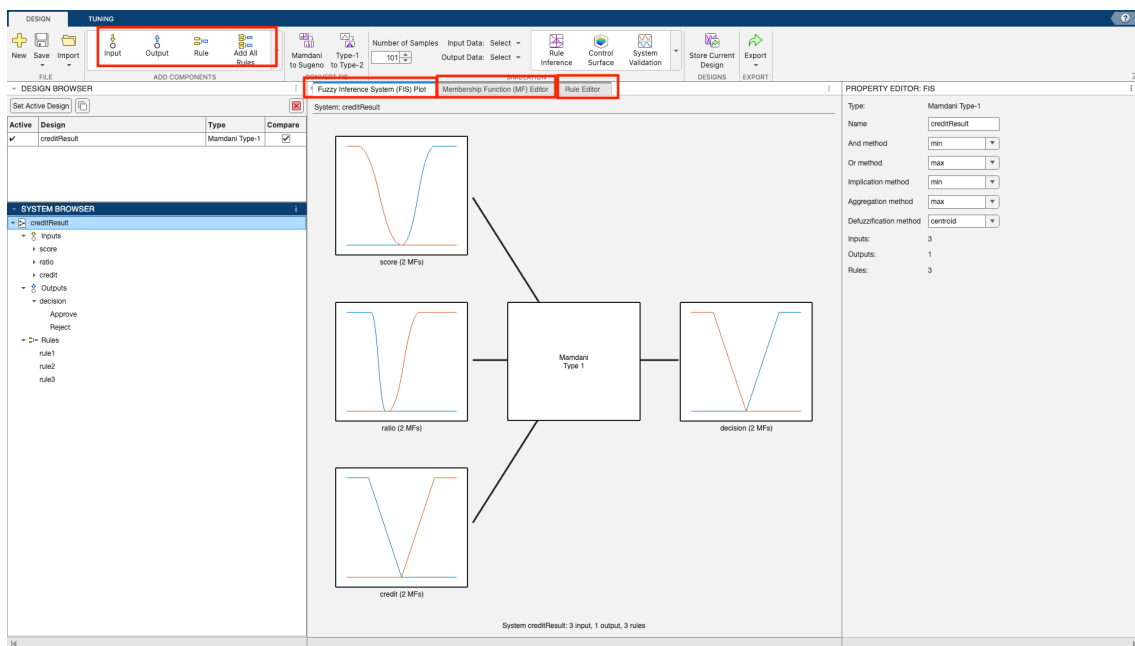 DESIGN TUNING
?
New Save Import Input Output Rule Add All Rules Mamdani to Sugeno Type-1 to Type-2 Number of Samples 101 Input Data: Select Output Data: Select Rule Inference Control Surface System Validation Store Current Design Export
FILE ADD COMPONENTS CONVERT FIS SIMULATION DESIGNS EXPORT
DESIGN BROWSER
Set Active Design
Active Design Type Compare
creditResult Mamdani Type-1
SYSTEM BROWSER
creditResult
Inputs
score
ratio
credit
Outputs
decision
Approve
Reject
Rules
rule1
rule2
rule3
Fuzzy Inference System (FIS) Plot Membership Function (MF) Editor Rule Editor
System: creditResult
score (2 MFs)
ratio (2 MFs)
Mamdani
Type 1
decision (2 MFs)
credit (2 MFs)
System creditResult: 3 input, 1 output, 3 rules
PROPERTY EDITOR: FIS
Type: Mamdani Type-1
Name creditResult
And method min
Or method max
Implication method min
Aggregation method max
Defuzzification method centroid
Inputs: 3
Outputs: 1
Rules: 3